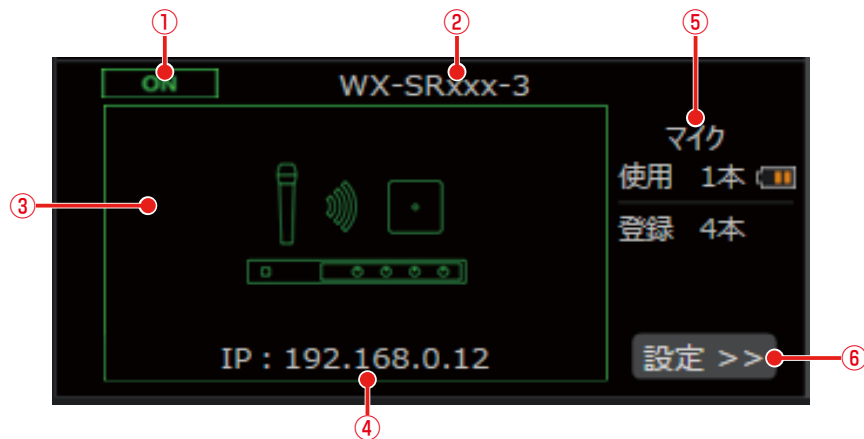 ① ② ⑤
ON WX-SRxxx-3
マイク
使用 1本
③
登録 4本
IP : 192.168.0.12 設定 >> ⑥
④